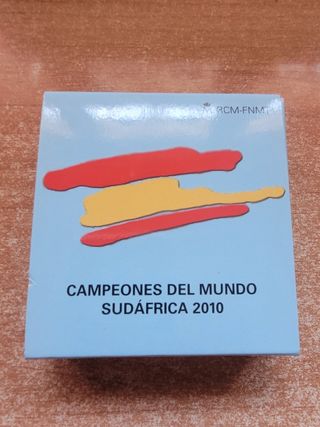 RCM-FNMT
CAMPEONES DEL MUNDO
SUDÁFRICA 2010